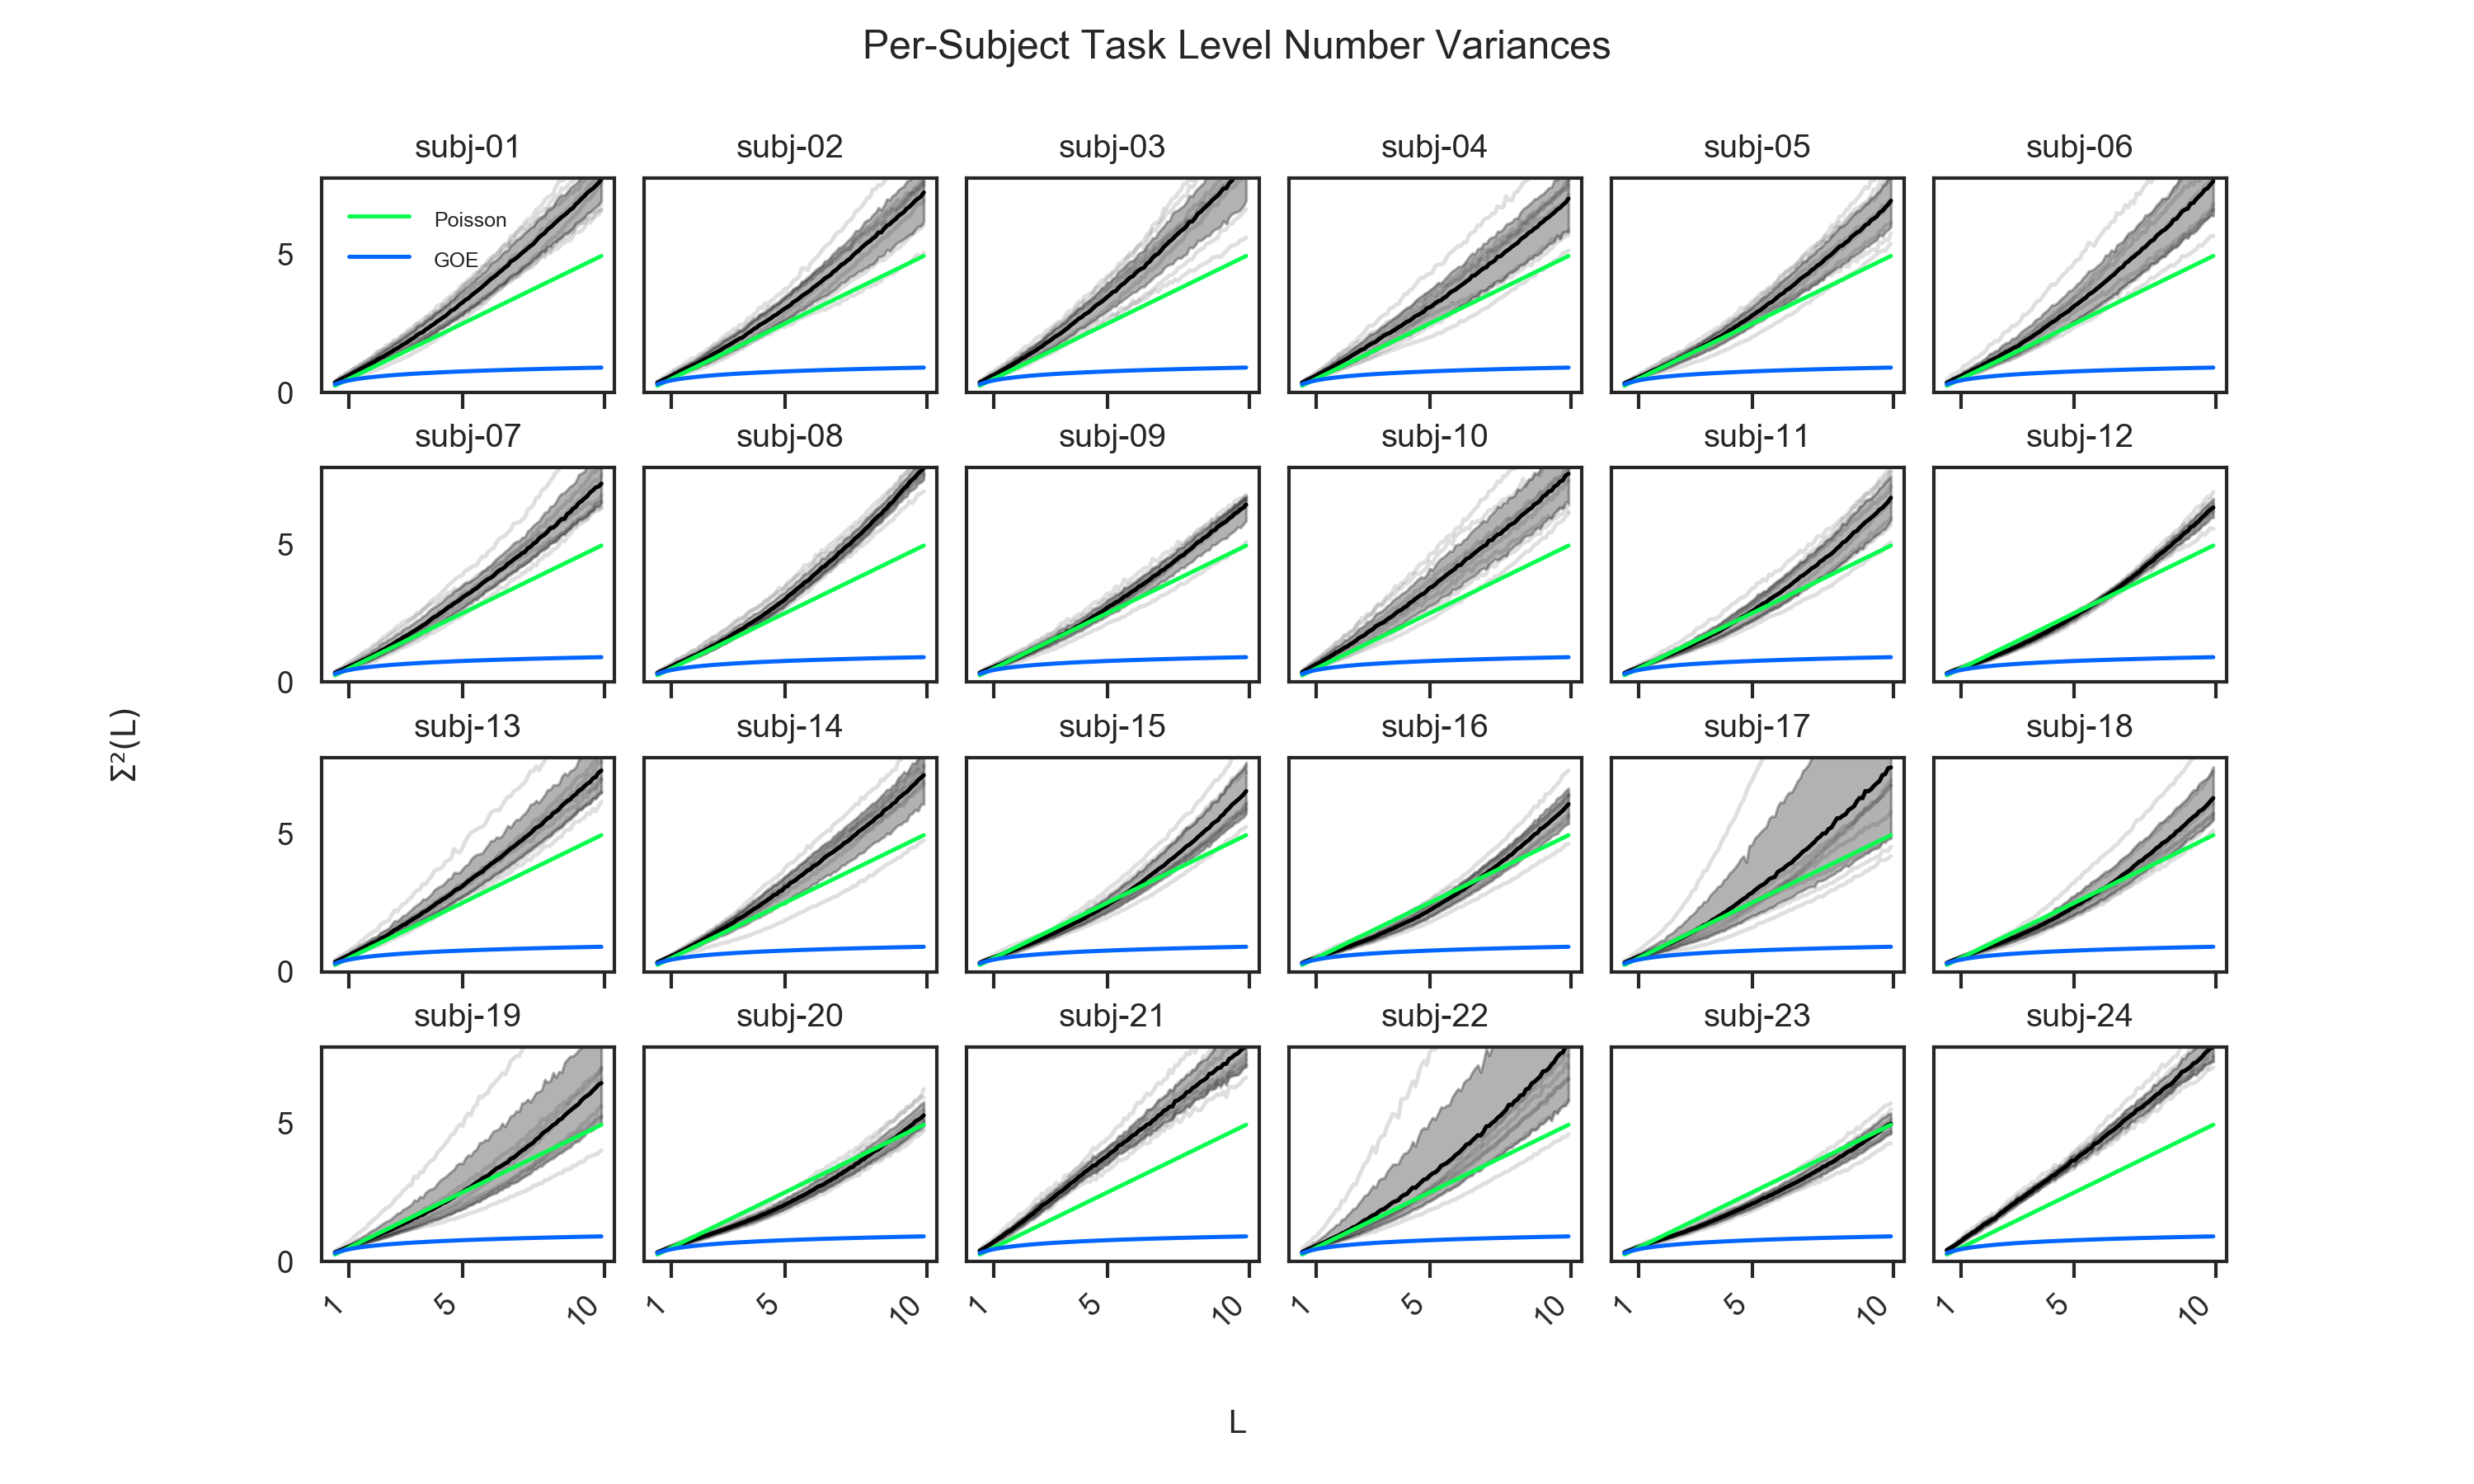 Per-Subject Task Level Number Variances
subj-01 subj-02 subj-03 subj-04 subj-05 subj-06
Poisson
GOE
5
0
subj-07 subj-08 subj-09 subj-10 subj-11 subj-12
5
0
subj-13 subj-14 subj-15 subj-16 subj-17 subj-18
5
0
subj-19 subj-20 subj-21 subj-22 subj-23 subj-24
5
0
1 5 10 1 5 10 1 5 10 1 5 10 1 5 10 1 5 10
Σ²(L)
L